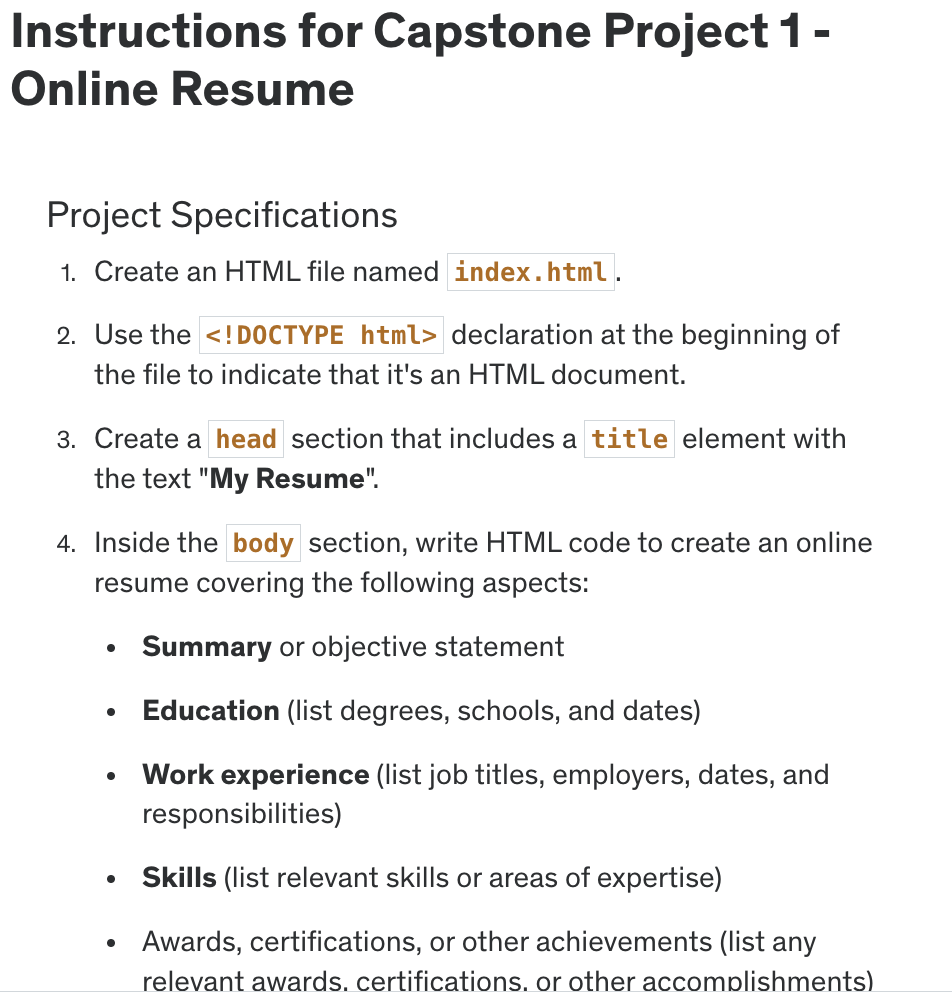 Instructions for Capstone Project 1 -
Online Resume
Project Specifications
1. Create an HTML file named index.html.
2. Use the <!DOCTYPE html> declaration at the beginning of
the file to indicate that it's an HTML document.
3. Create a head section that includes a title element with
the text "My Resume".
4. Inside the body section, write HTML code to create an online
resume covering the following aspects:
• Summary or objective statement
• Education (list degrees, schools, and dates)
• Work experience (list job titles, employers, dates, and
responsibilities)
• Skills (list relevant skills or areas of expertise)
• Awards, certifications, or other achievements (list any
relevant awards, certifications, or other accomplishments)